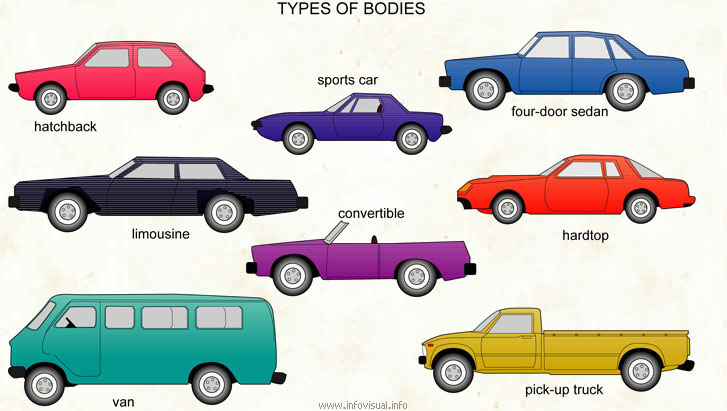 TYPES OF BODIES
hatchback
sports car
four-door sedan
limousine
convertible
hardtop
van
pick-up truck
www.infovisual.info